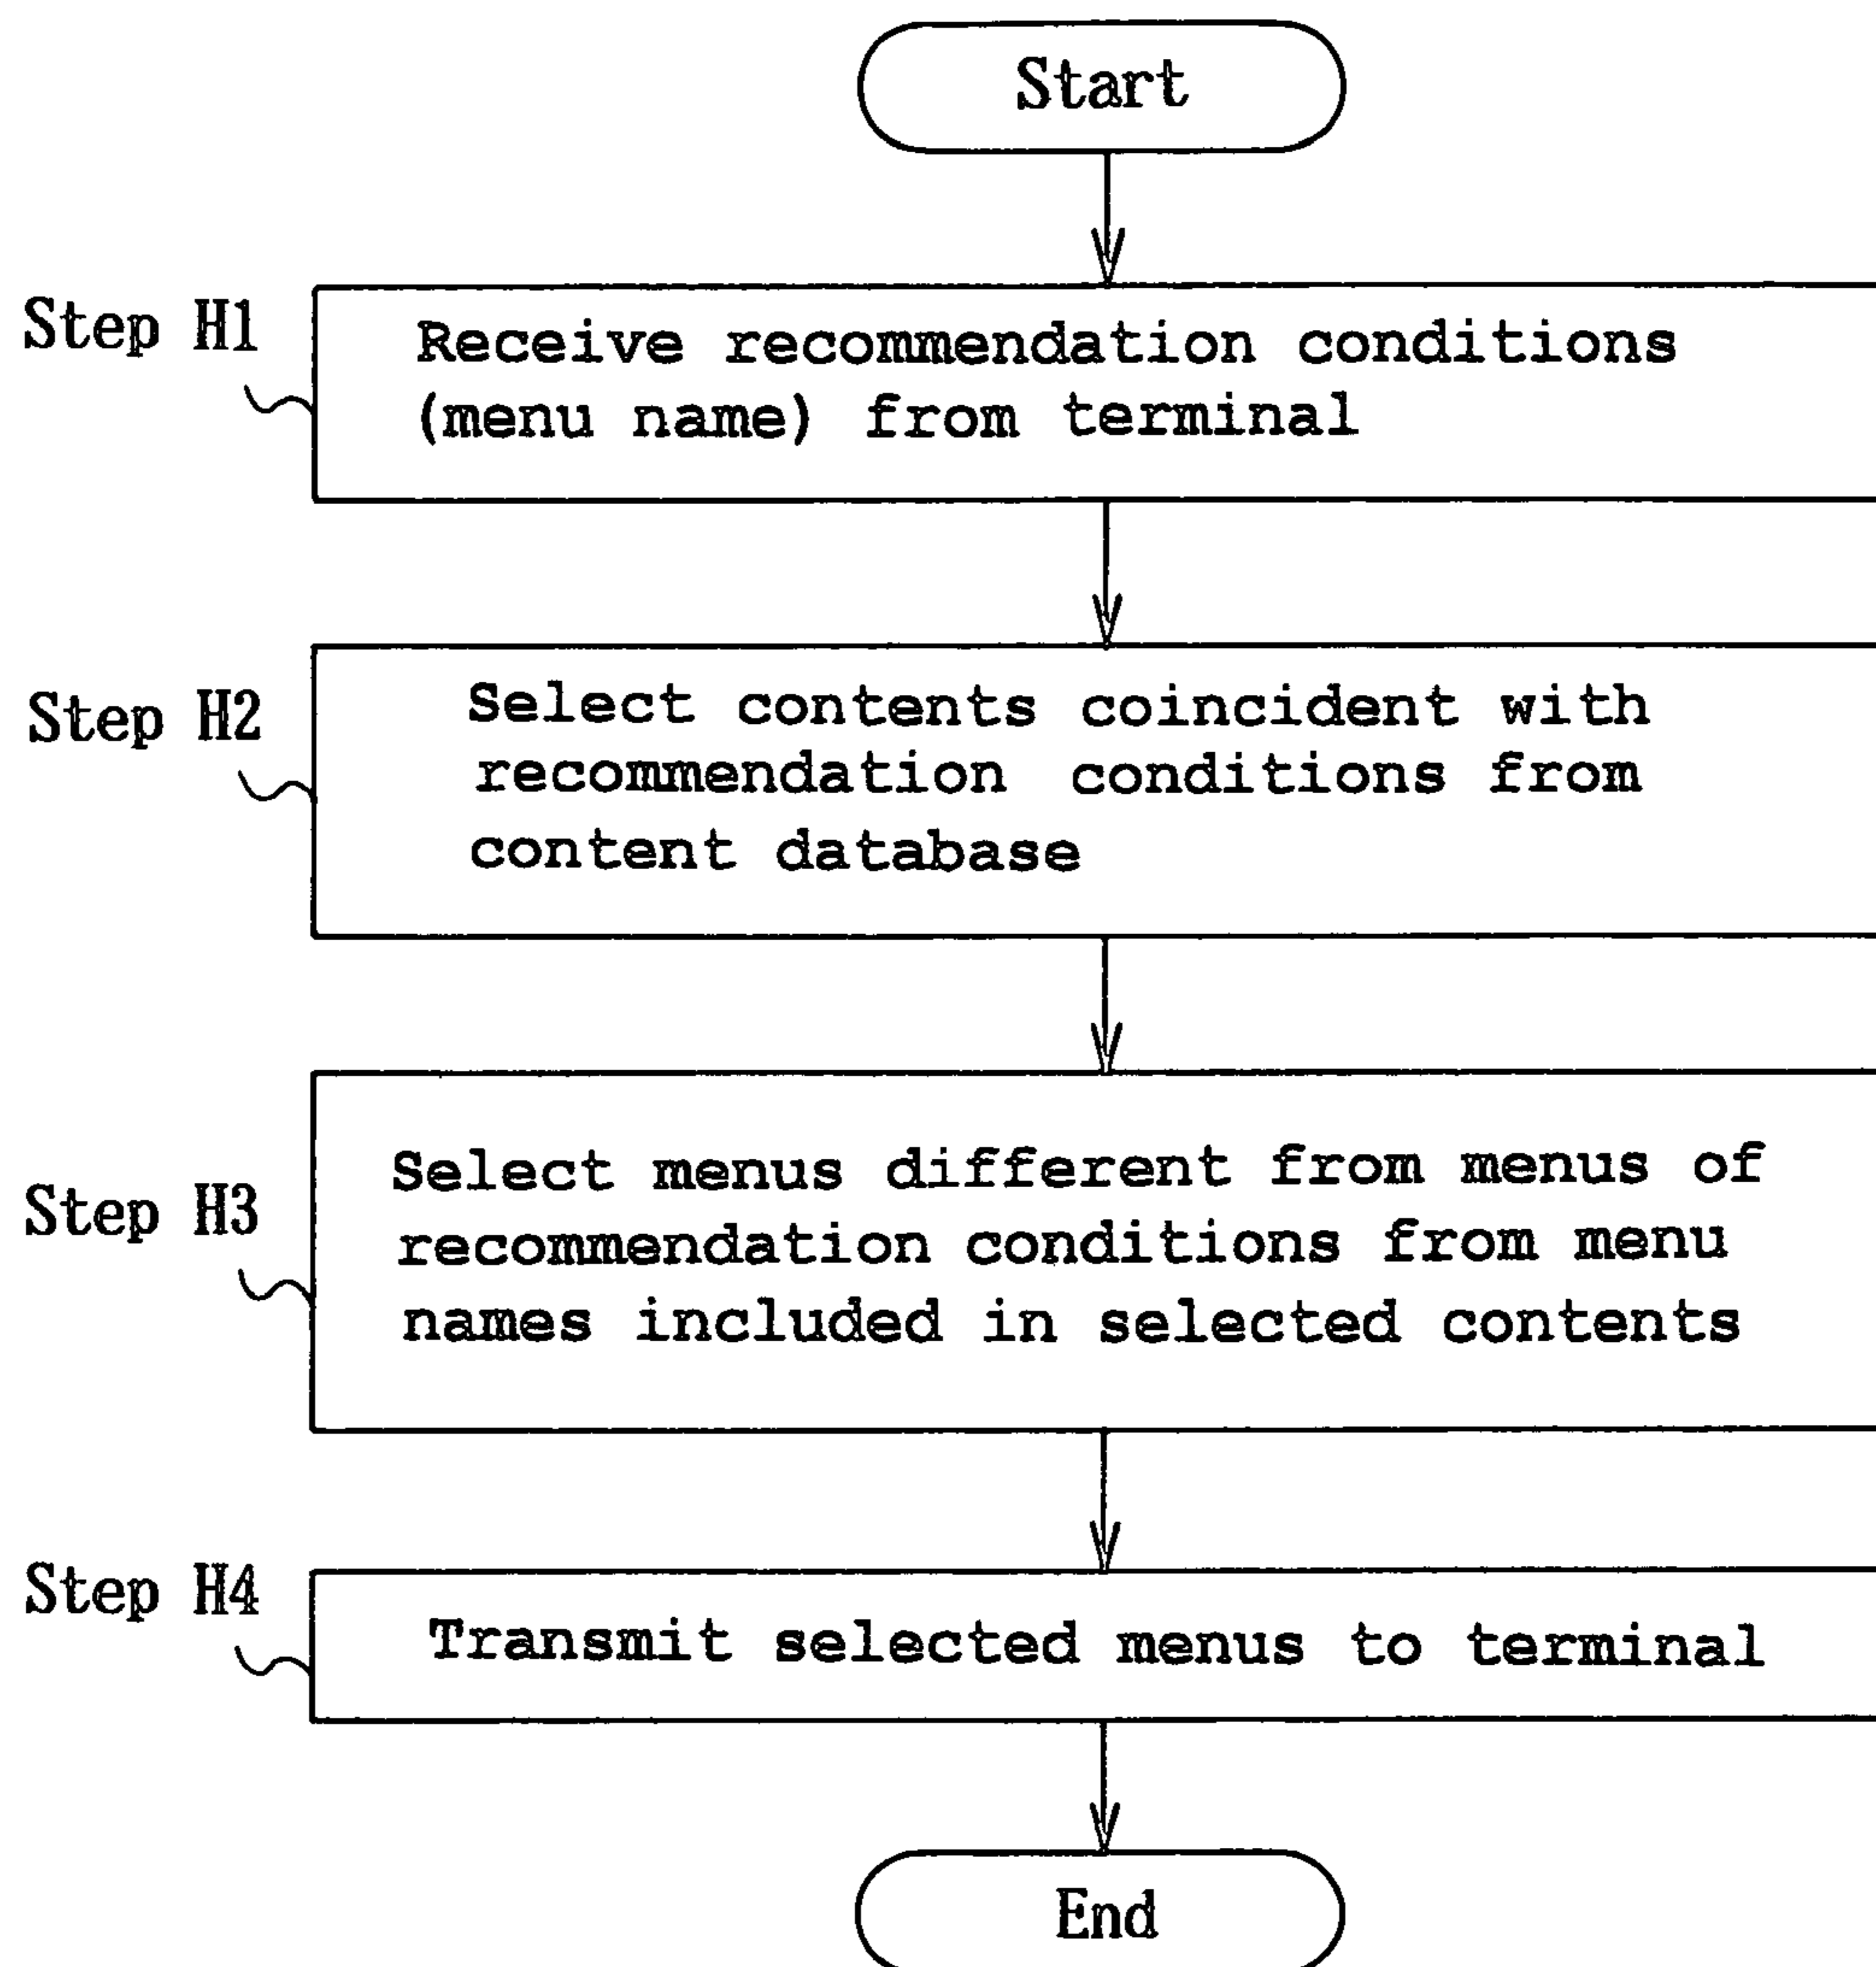 Start
Step H1
Receive recommendation conditions
(menu name) from terminal
Step H2
Select contents coincident with
recommendation conditions from
content database
Step H3
Select menus different from menus of
recommendation conditions from menu
names included in selected contents
Step H4
Transmit selected menus to terminal
End